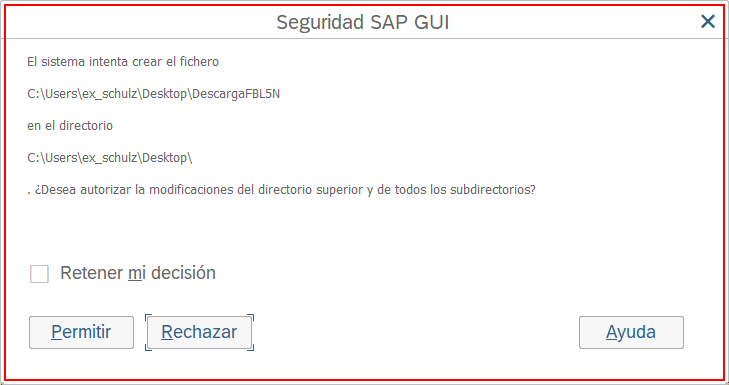 Seguridad SAP GUI
El sistema intenta crear el fichero
C:\Users\ex_schulz\Desktop\DescargaFBL5N
en el directorio
C:\Users\ex_schulz\Desktop\
. ¿Desea autorizar la modificaciones del directorio superior y de todos los subdirectorios?
Retener mi decisión
Permitir Rechazar Ayuda